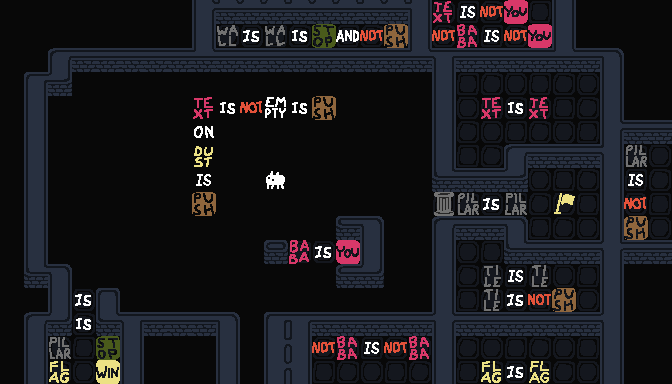 TEXT IS NOT YOU
WALL IS WALL IS STOP AND NOT PUSH
NOT BABA IS NOT YOU
TEXT IS NOT EMPTY IS PUSH
TEXT IS TEXT
ON
DUST
IS
PUSH
PILLAR
IS
NOT
PUSH
PILLAR IS PILLAR
BABA IS YOU
TILE IS TILE
TILE IS NOT PUSH
IS
IS
PILLAR STOP
FLAG WIN
NOT BABA IS NOT BABA
FLAG IS FLAG